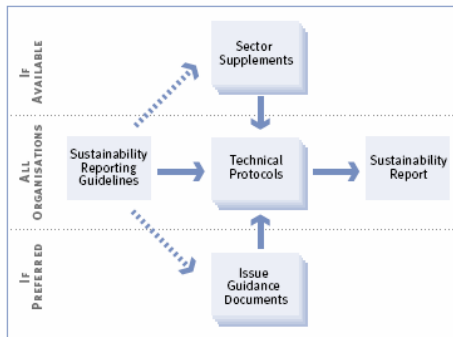 IF
AVAILABLE
Sector
Supplements
ALL
ORGANISATIONS
Sustainability
Reporting
Guidelines
Technical
Protocols
Sustainability
Report
IF
PREFERRED
Issue
Guidance
Documents